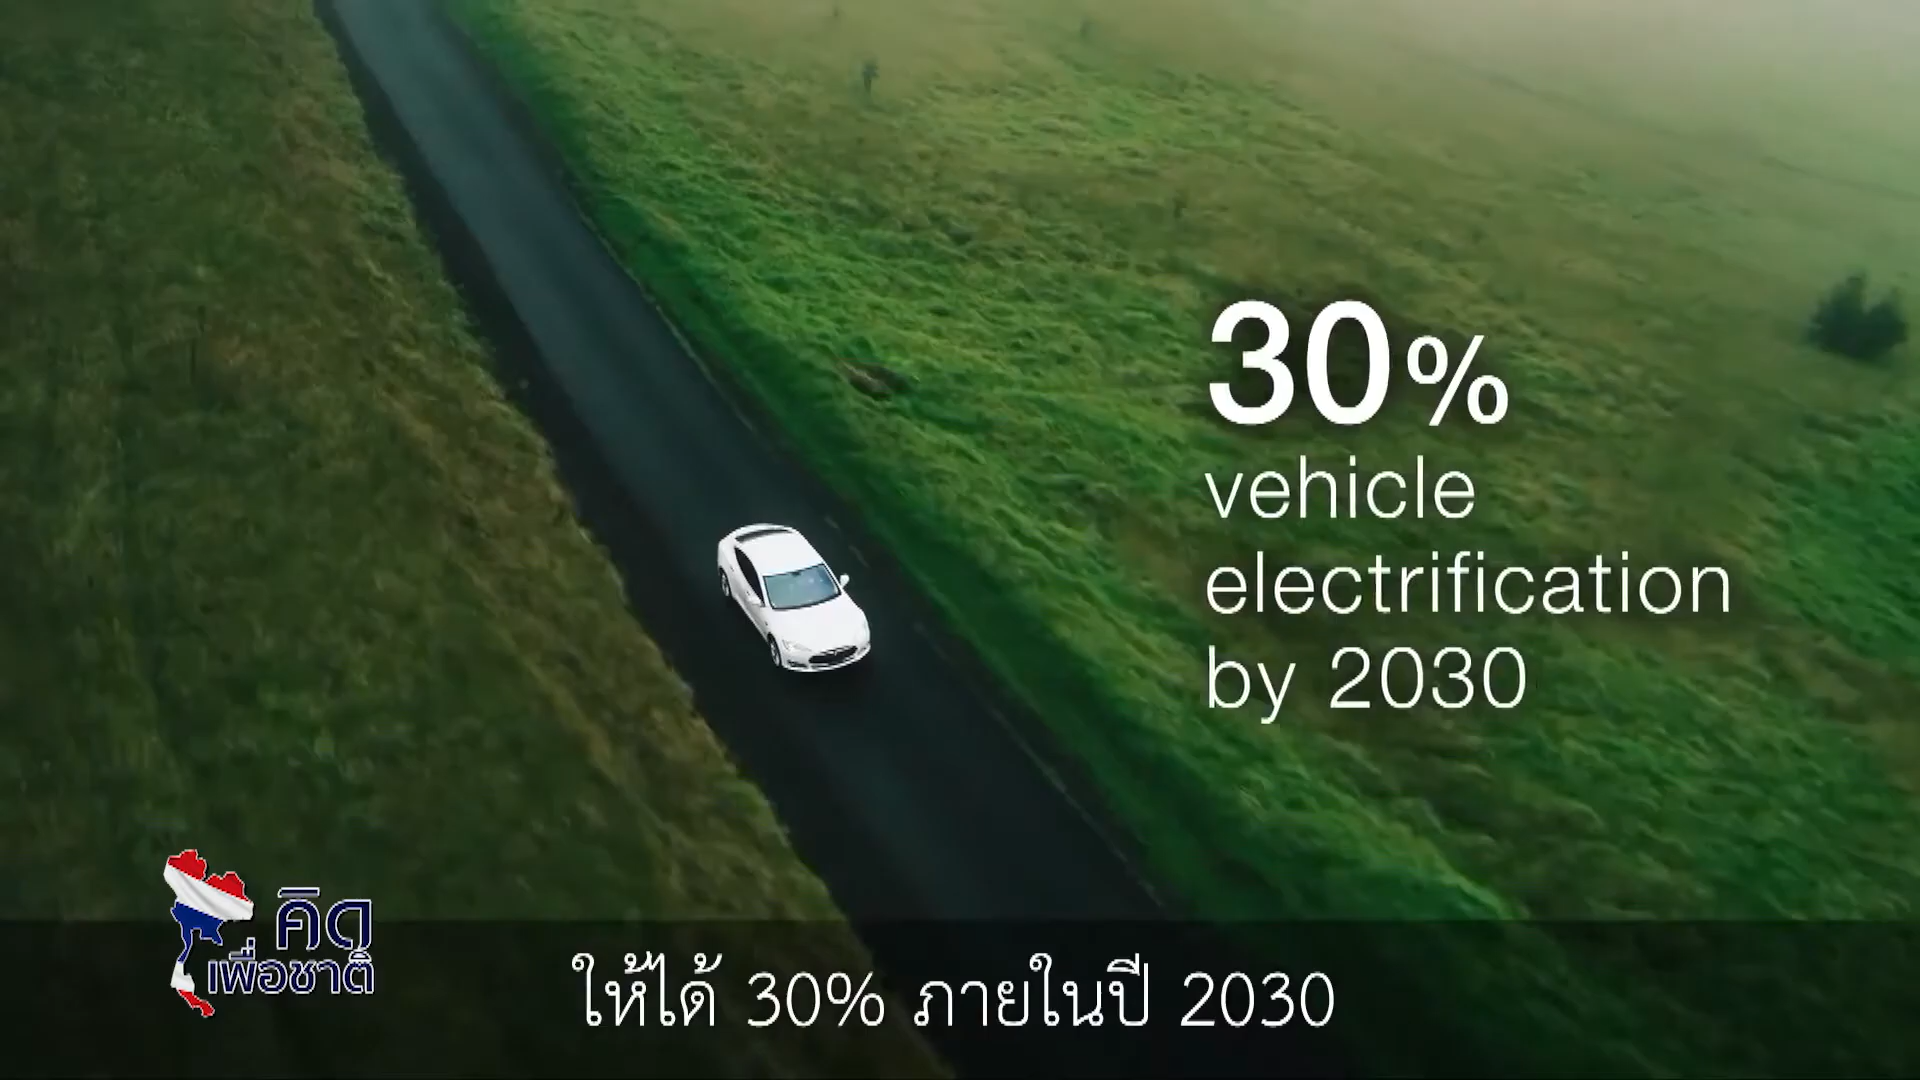 30%
vehicle
electrification
by 2030
คิด
เพื่อชาติ
ให้ได้ 30% ภายในปี 2030